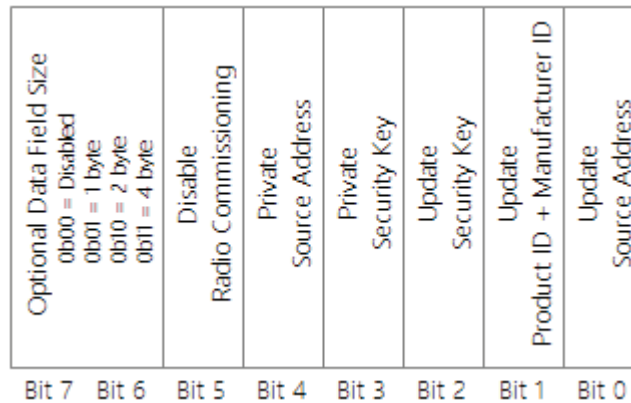 Optional Data Field Size
0b00 = Disabled
0b01 = 1 byte
0b10 = 2 byte
0b11 = 4 byte
Disable
Radio Commissioning
Private
Source Address
Private
Security Key
Update
Security Key
Update
Product ID + Manufacturer ID
Update
Source Address
Bit 7 Bit 6 Bit 5 Bit 4 Bit 3 Bit 2 Bit 1 Bit 0